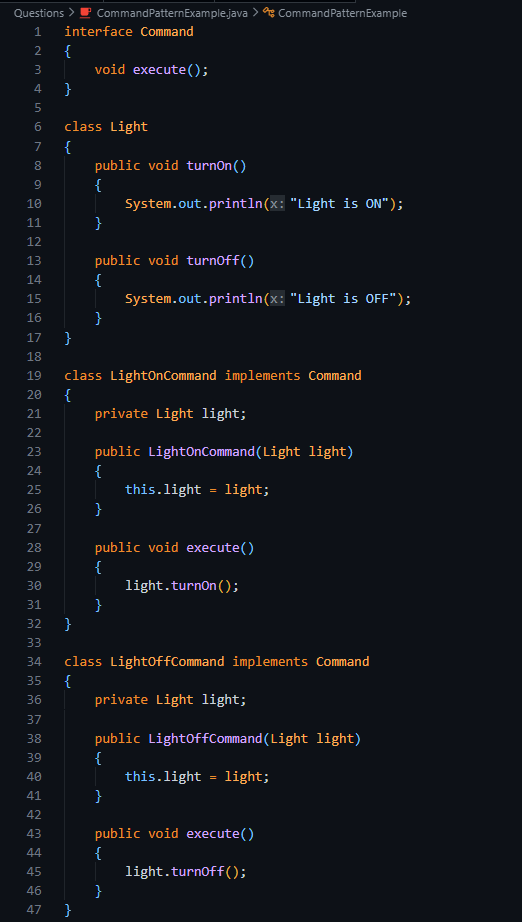 Questions > CommandPatternExample.java > CommandPatternExample
1 interface Command
2 {
3     void execute();
4 }
5
6 class Light
7 {
8     public void turnOn()
9     {
10         System.out.println(x: "Light is ON");
11     }
12
13     public void turnOff()
14     {
15         System.out.println(x: "Light is OFF");
16     }
17 }
18
19 class LightOnCommand implements Command
20 {
21     private Light light;
22
23     public LightOnCommand(Light light)
24     {
25         this.light = light;
26     }
27
28     public void execute()
29     {
30         light.turnOn();
31     }
32 }
33
34 class LightOffCommand implements Command
35 {
36     private Light light;
37
38     public LightOffCommand(Light light)
39     {
40         this.light = light;
41     }
42
43     public void execute()
44     {
45         light.turnOff();
46     }
47 }